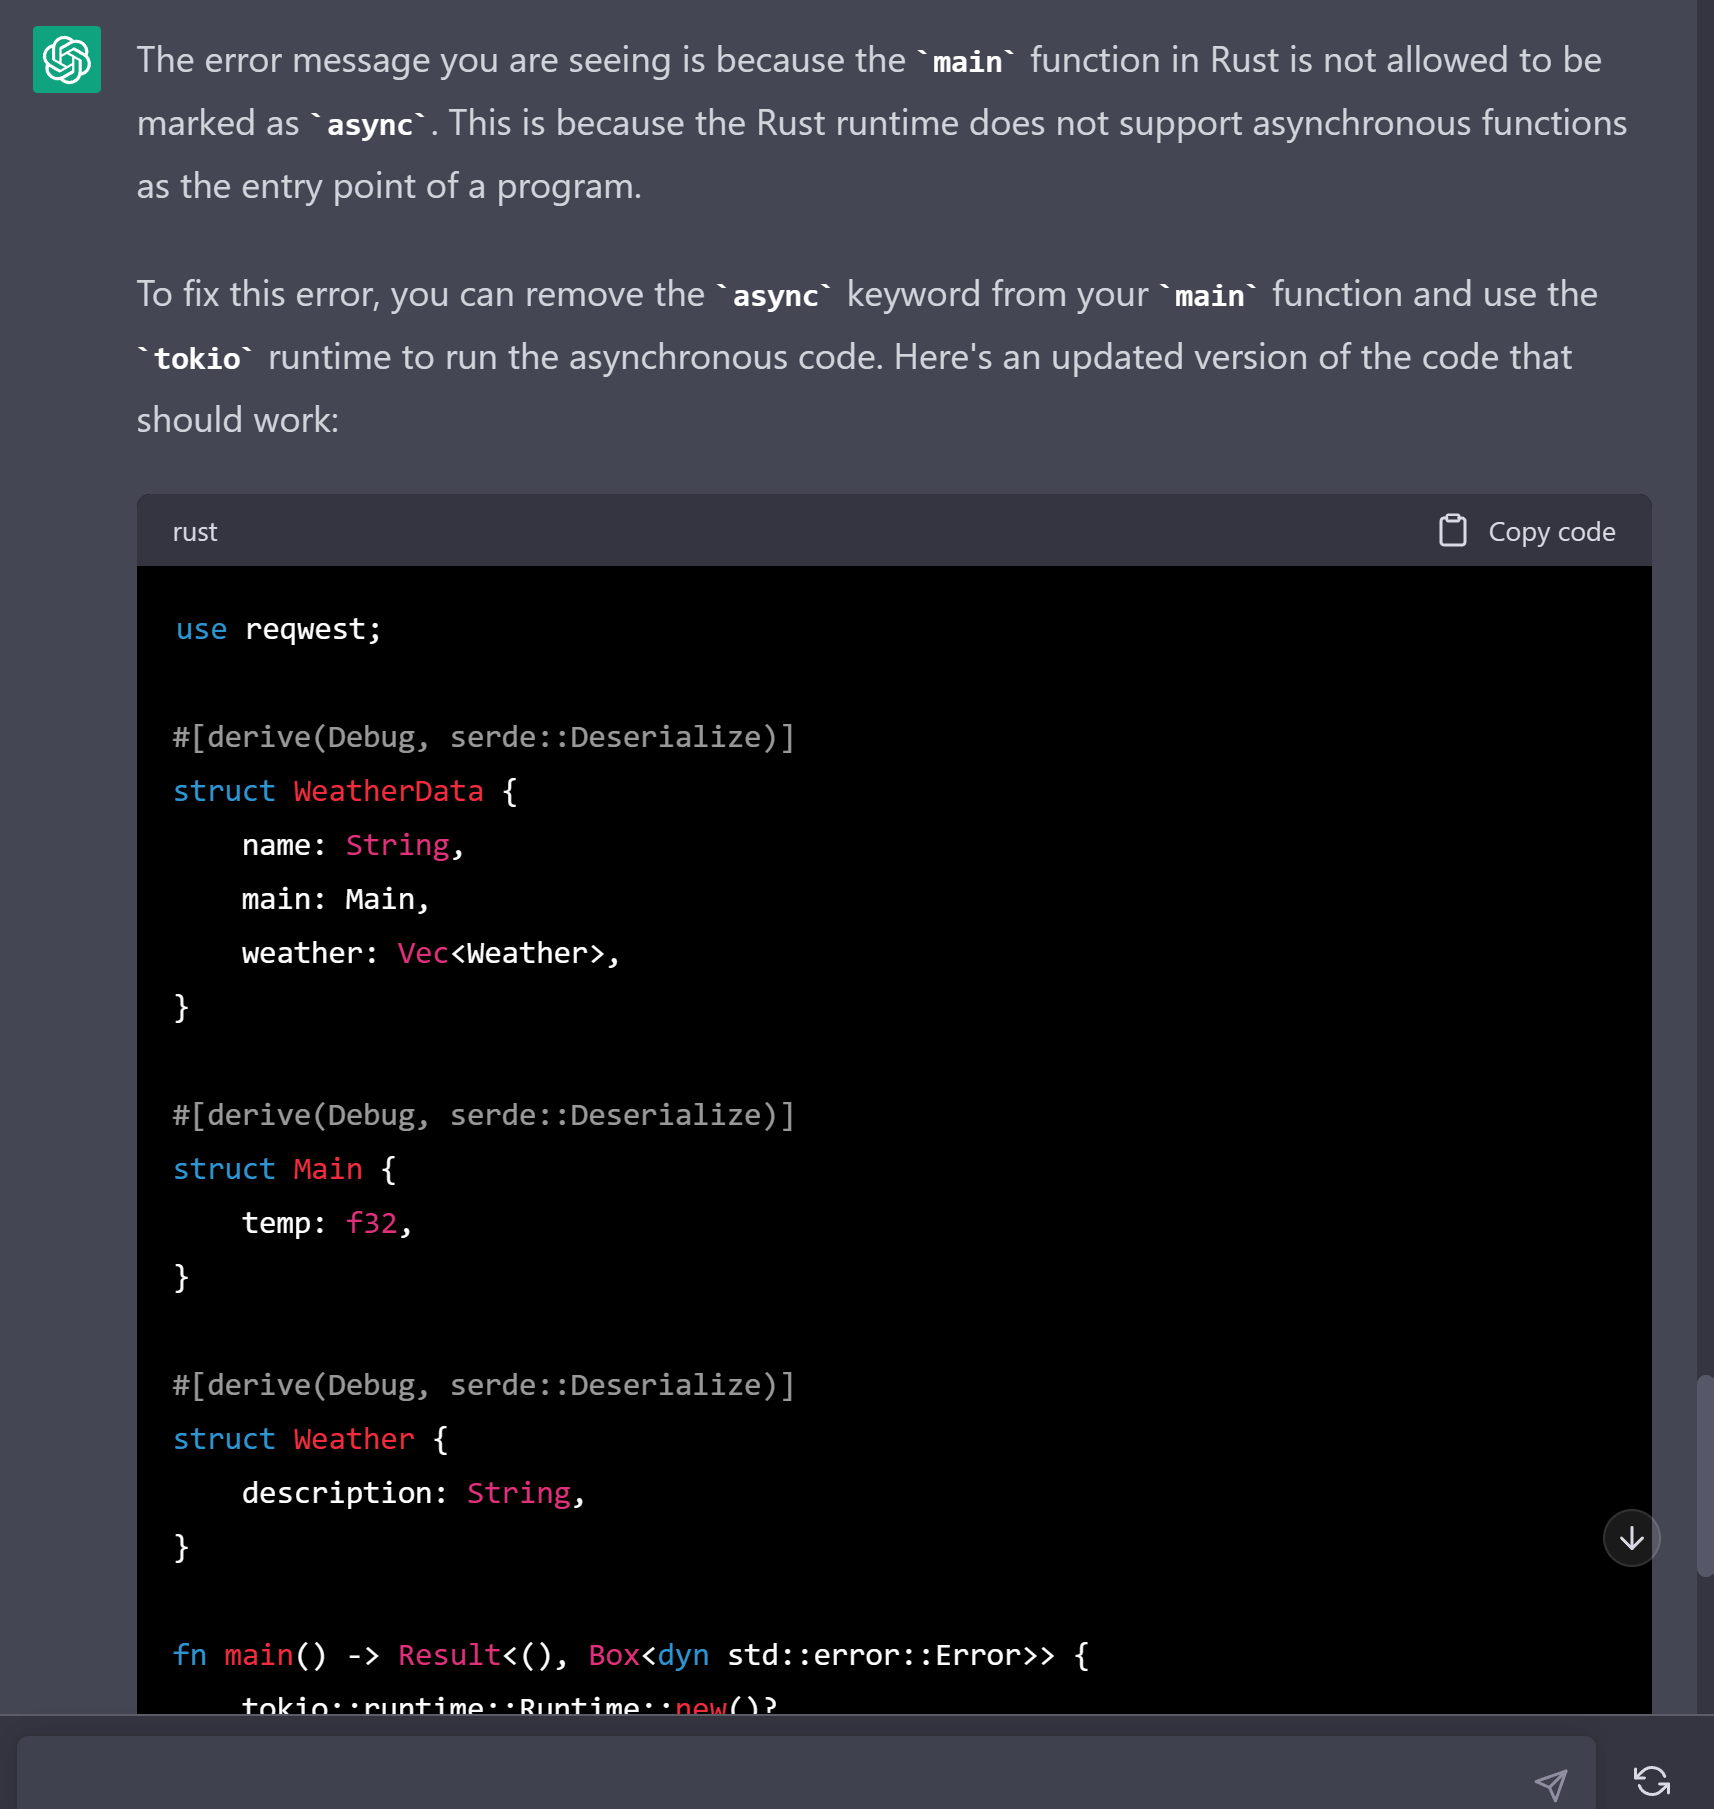 The error message you are seeing is because the `main` function in Rust is not allowed to be
marked as `async`. This is because the Rust runtime does not support asynchronous functions
as the entry point of a program.
To fix this error, you can remove the `async` keyword from your `main` function and use the
`tokio` runtime to run the asynchronous code. Here's an updated version of the code that
should work:
rust Copy code
use reqwest;
#[derive(Debug, serde::Deserialize)]
struct WeatherData {
    name: String,
    main: Main,
    weather: Vec<Weather>,
}
#[derive(Debug, serde::Deserialize)]
struct Main {
    temp: f32,
}
#[derive(Debug, serde::Deserialize)]
struct Weather {
    description: String,
}
fn main() -> Result<(), Box<dyn std::error::Error>> {
    tokio::runtime::Runtime::new()?